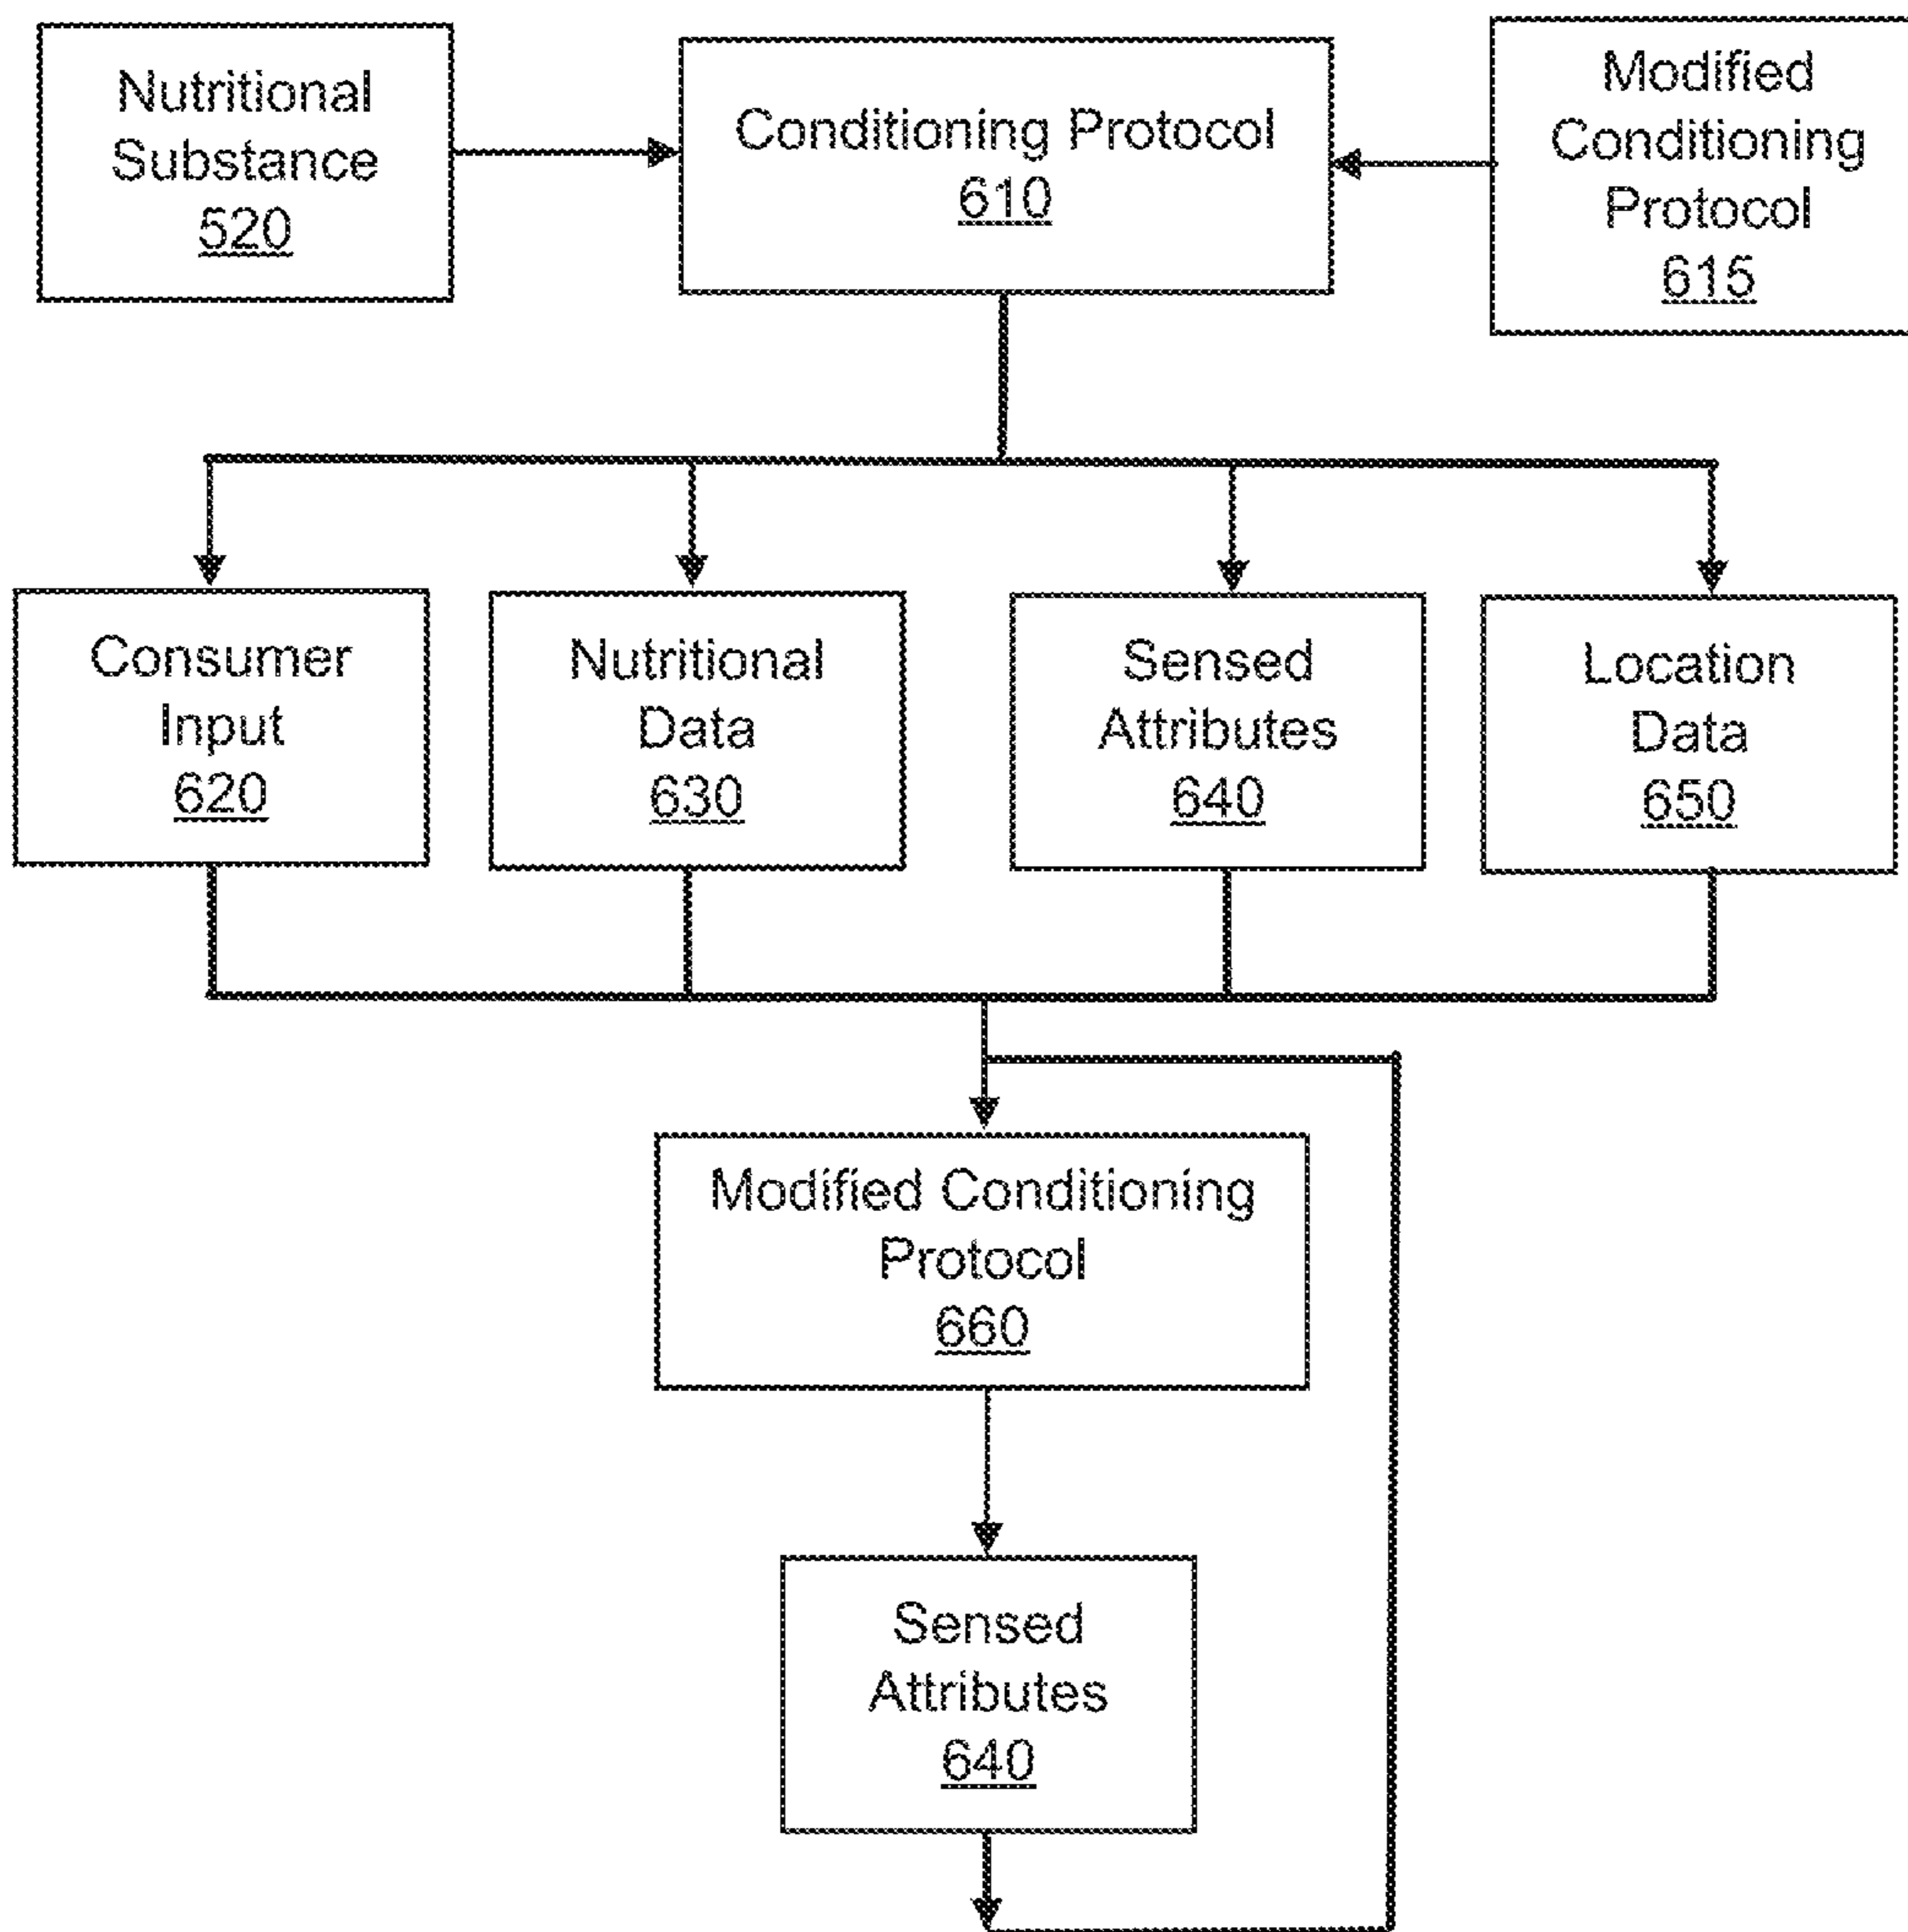 Nutritional
Substance
520
Conditioning Protocol
610
Modified
Conditioning
Protocol
615
Consumer
Input
620
Nutritional
Data
630
Sensed
Attributes
640
Location
Data
650
Modified Conditioning
Protocol
660
Sensed
Attributes
640